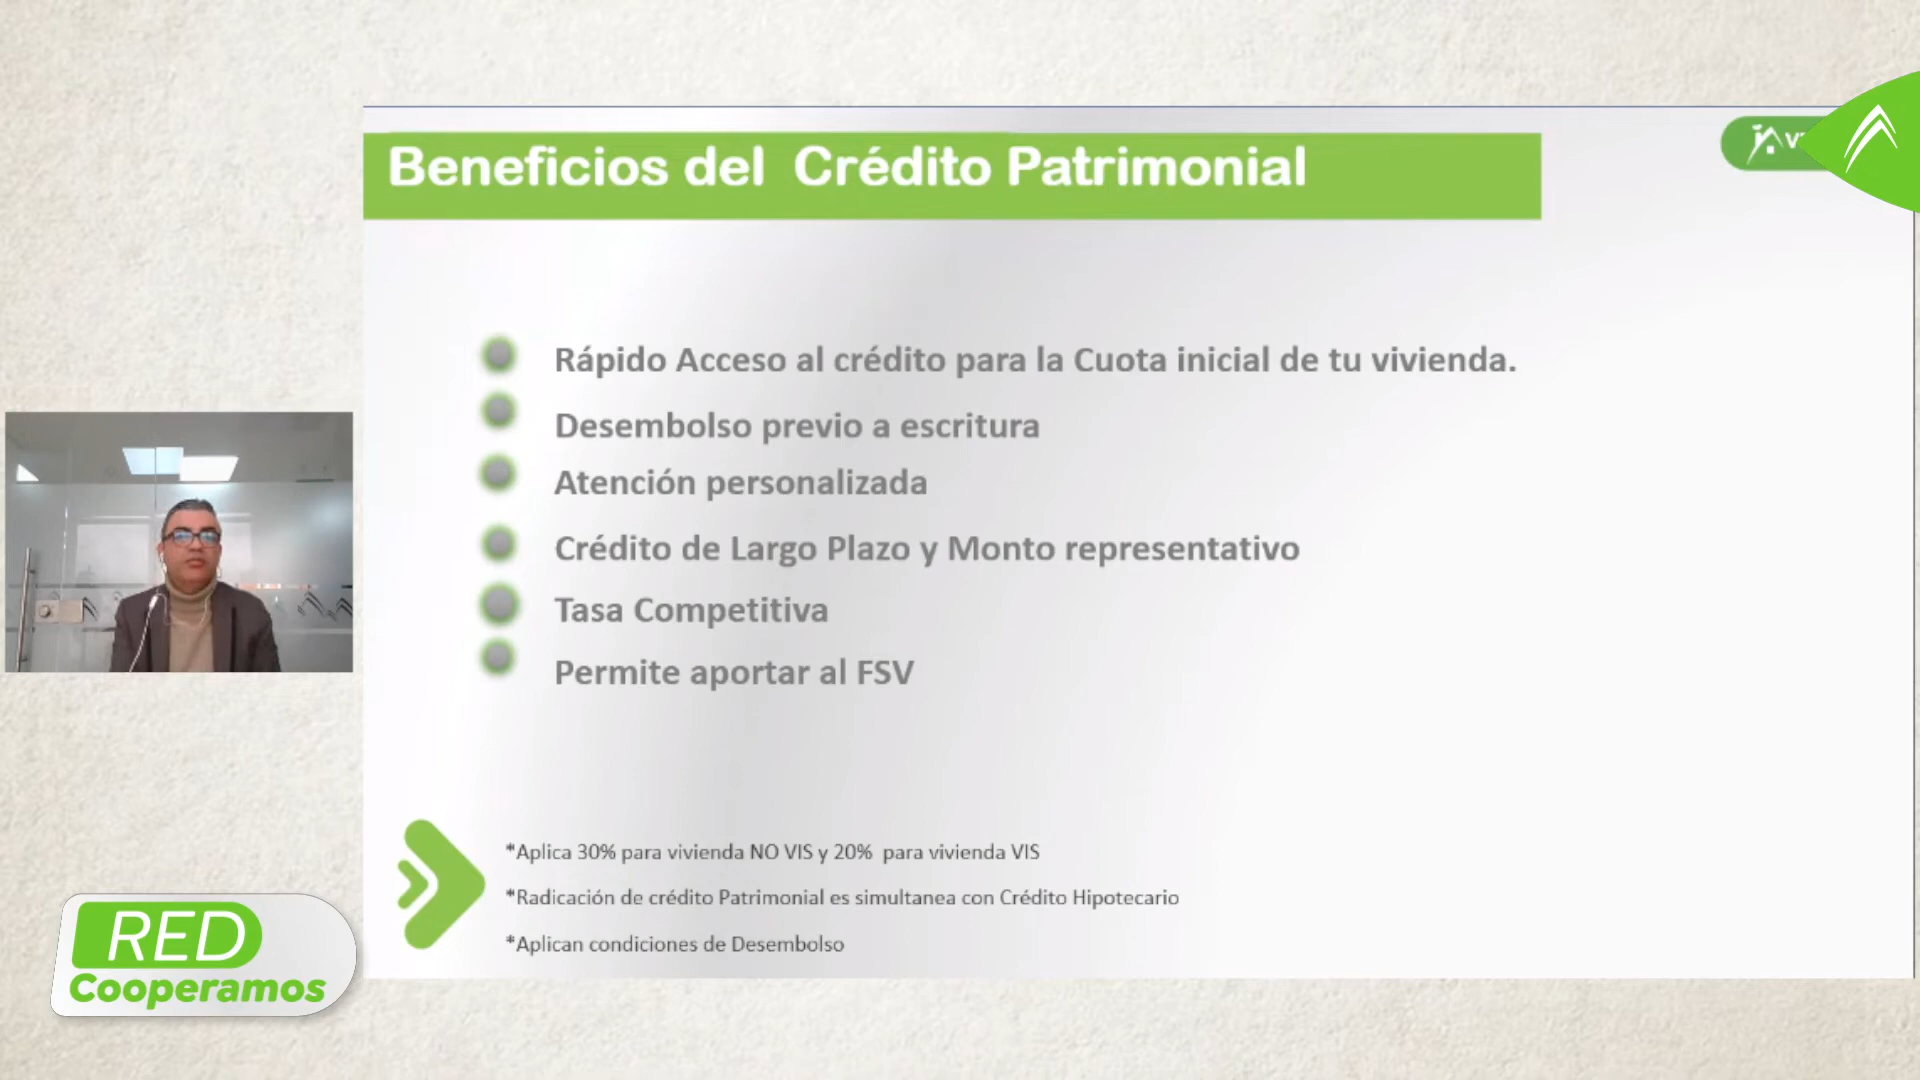 Beneficios del Crédito Patrimonial
Rápido Acceso al crédito para la Cuota inicial de tu vivienda.
Desembolso previo a escritura
Atención personalizada
Crédito de Largo Plazo y Monto representativo
Tasa Competitiva
Permite aportar al FSV
*Aplica 30% para vivienda NO VIS y 20% para vivienda VIS
*Radicación de crédito Patrimonial es simultanea con Crédito Hipotecario
*Aplican condiciones de Desembolso
RED
Cooperamos